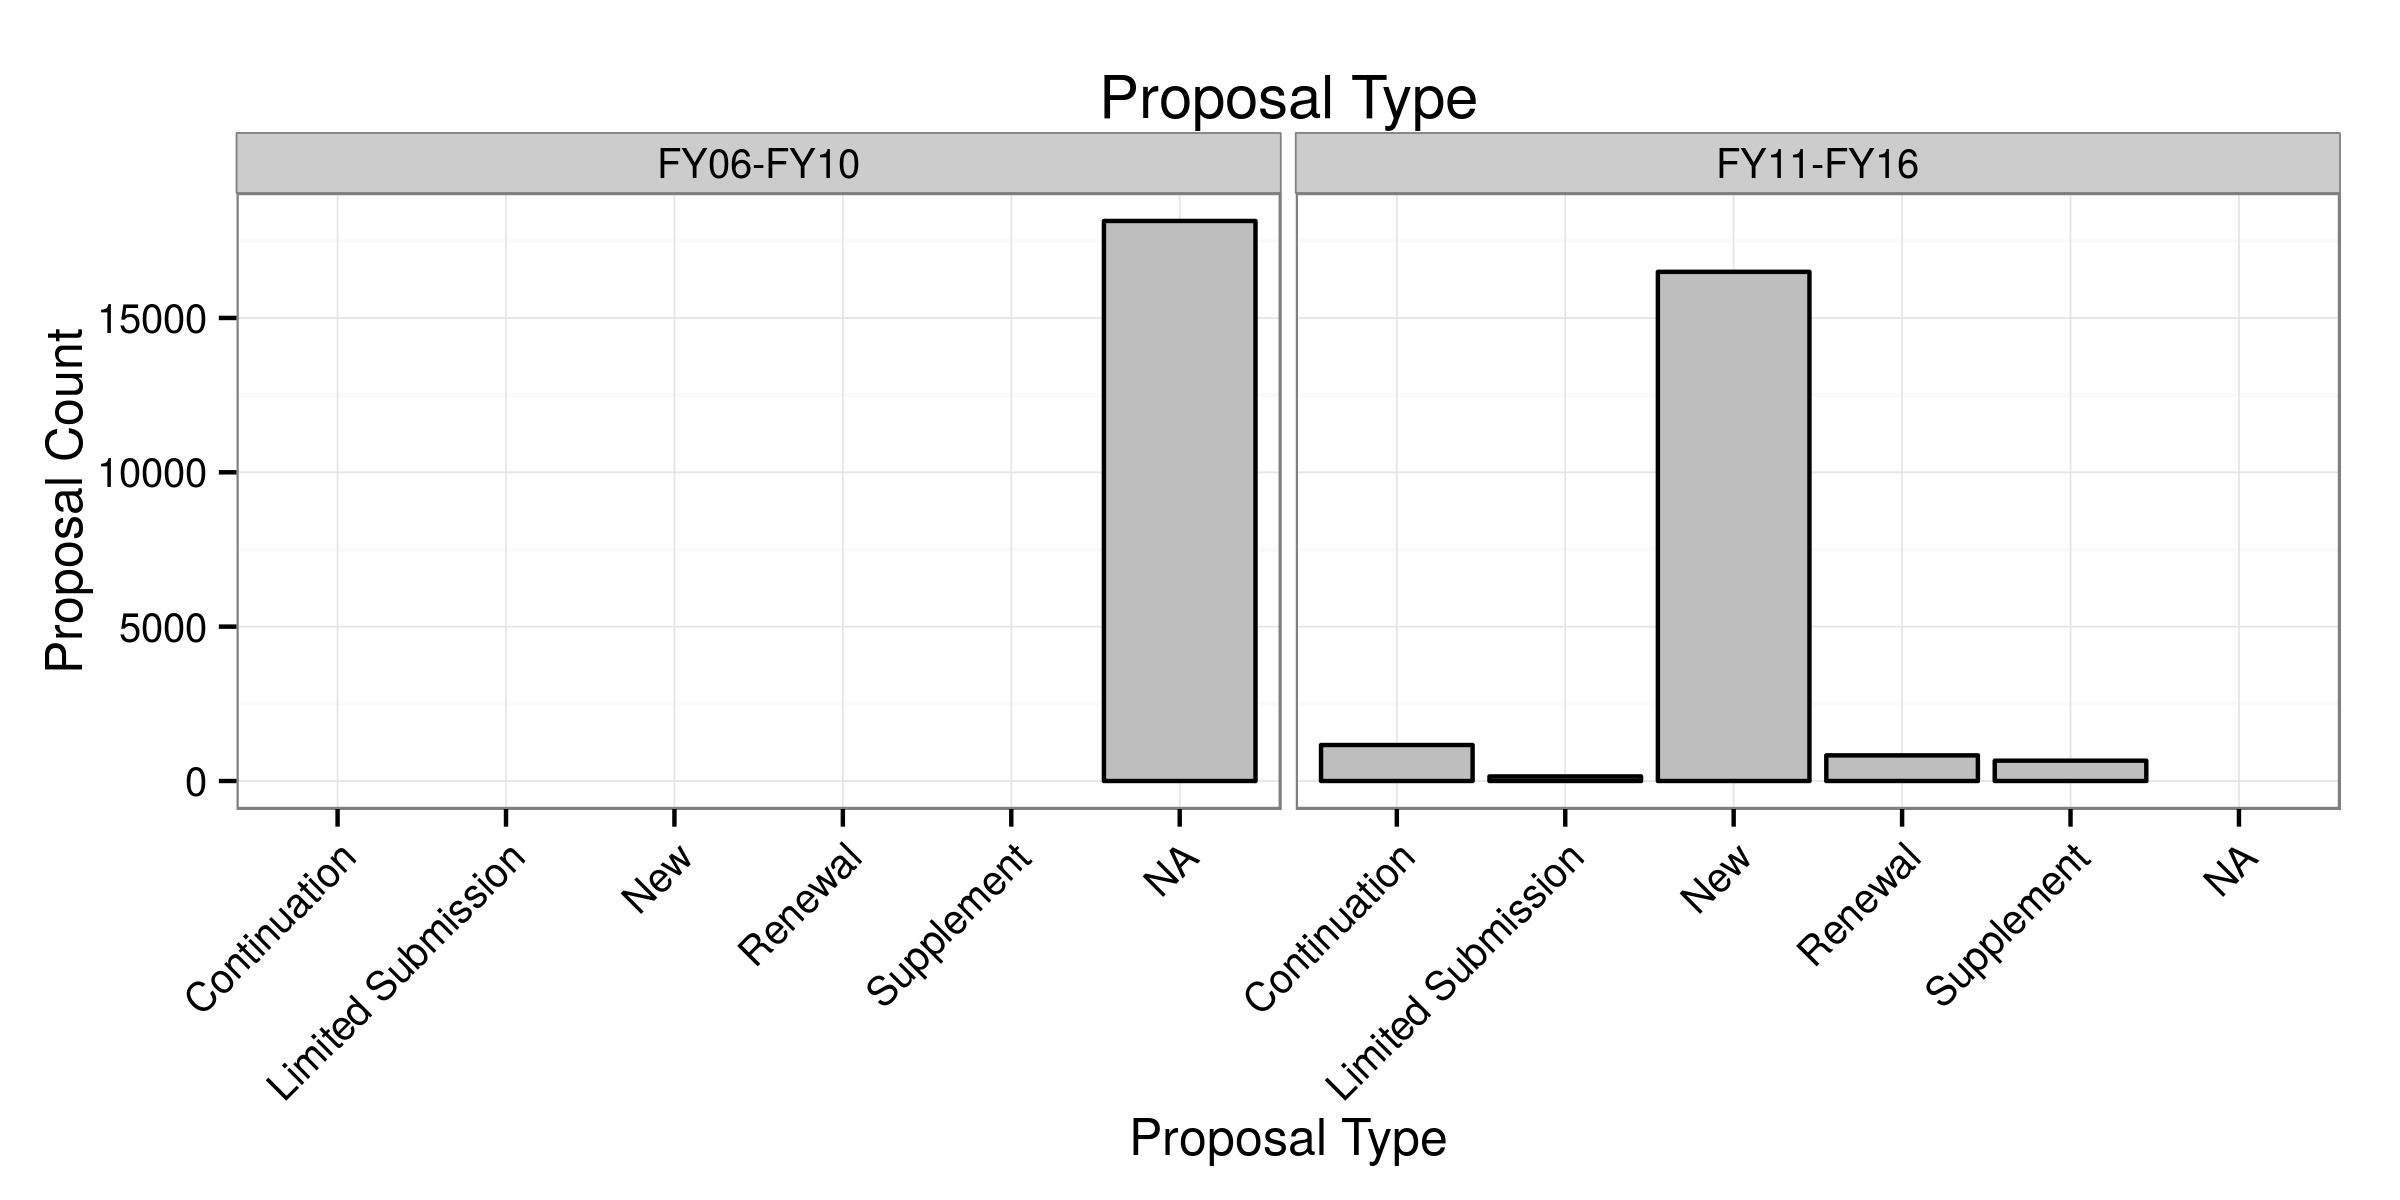 Proposal Type
FY06-FY10
FY11-FY16
Proposal Count
15000
10000
5000
0
Continuation
Limited Submission
New
Renewal
Supplement
NA
Continuation
Limited Submission
New
Renewal
Supplement
NA
Proposal Type